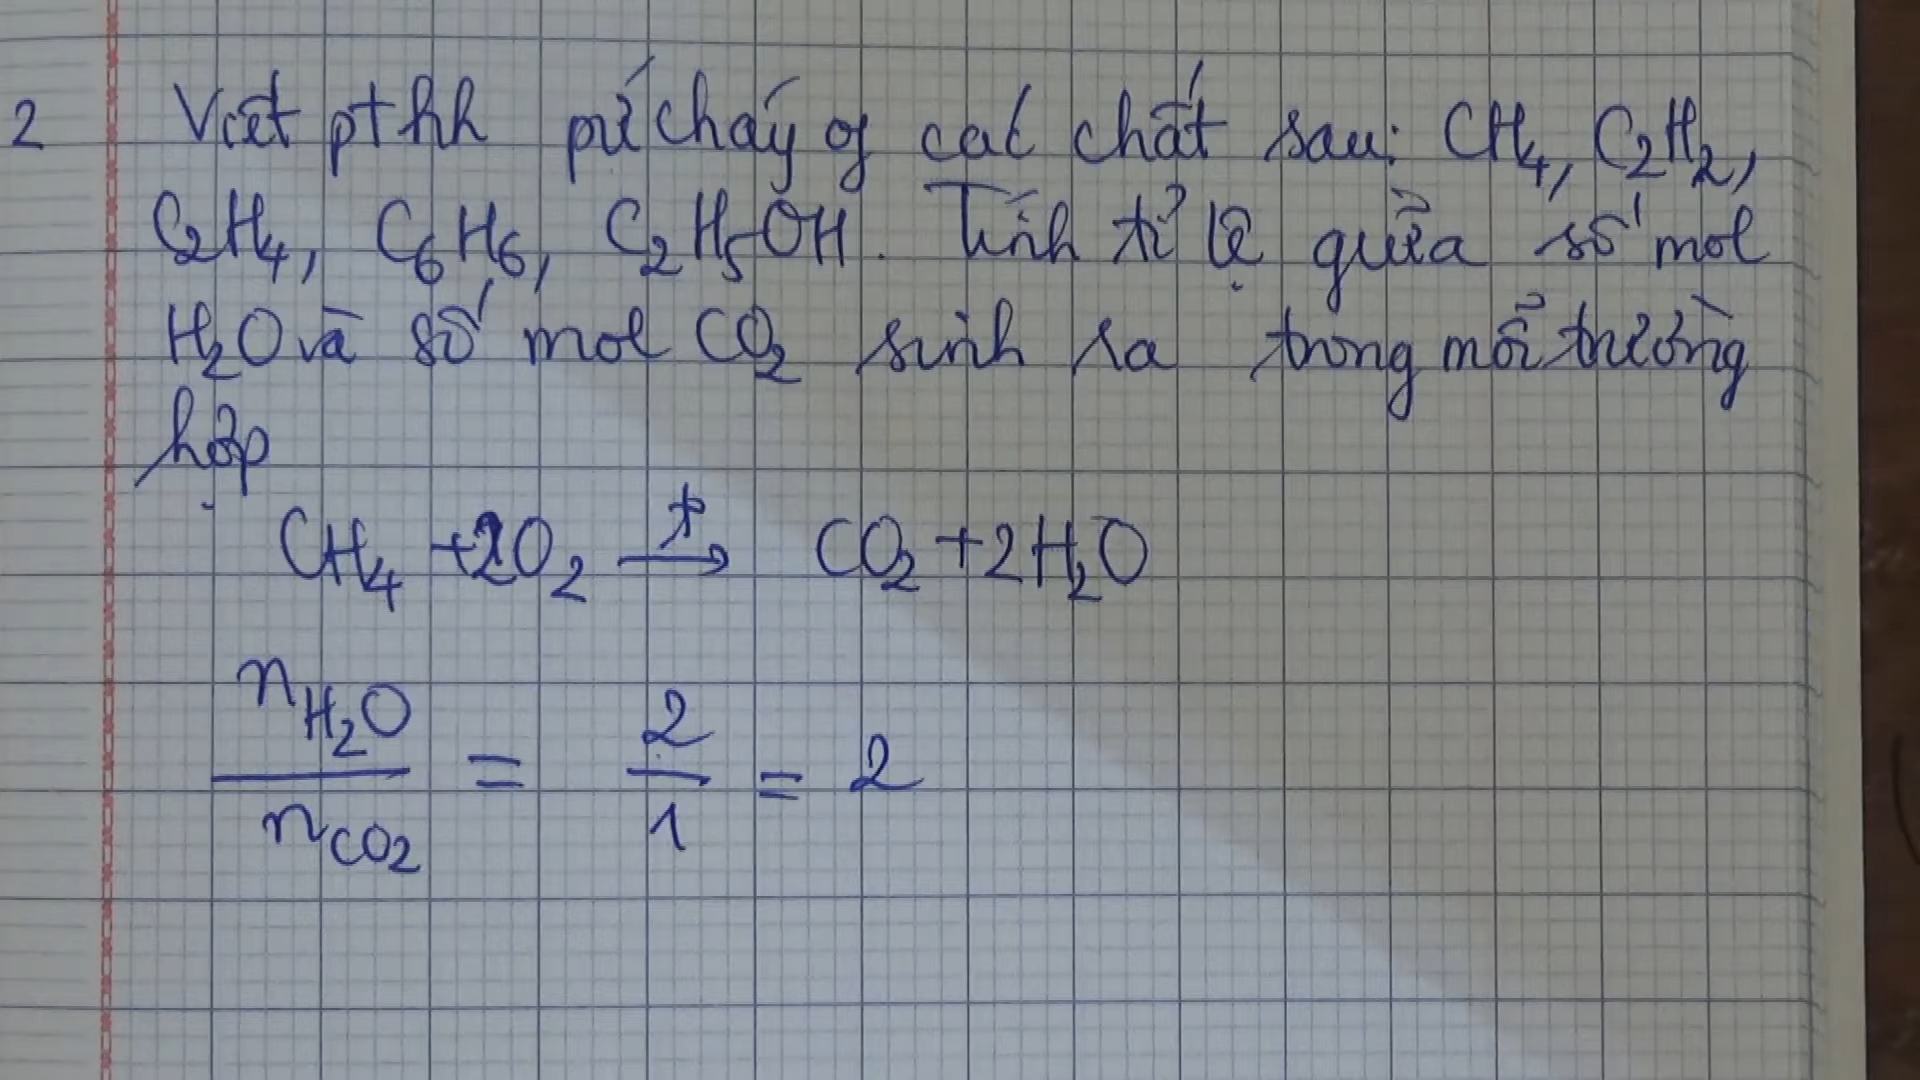 2 Viết pthh pứ cháy of các chất sau: CH₄, C₂H₂,
C₂H₄, C₆H₆, C₂H₅OH. Tính tỉ lệ giữa số mol
H₂O và số mol CO₂ sinh ra trong mỗi trường
hợp
CH₄ + 2O₂ →(t°) CO₂ + 2H₂O
n H₂O / n CO₂ = 2/1 = 2